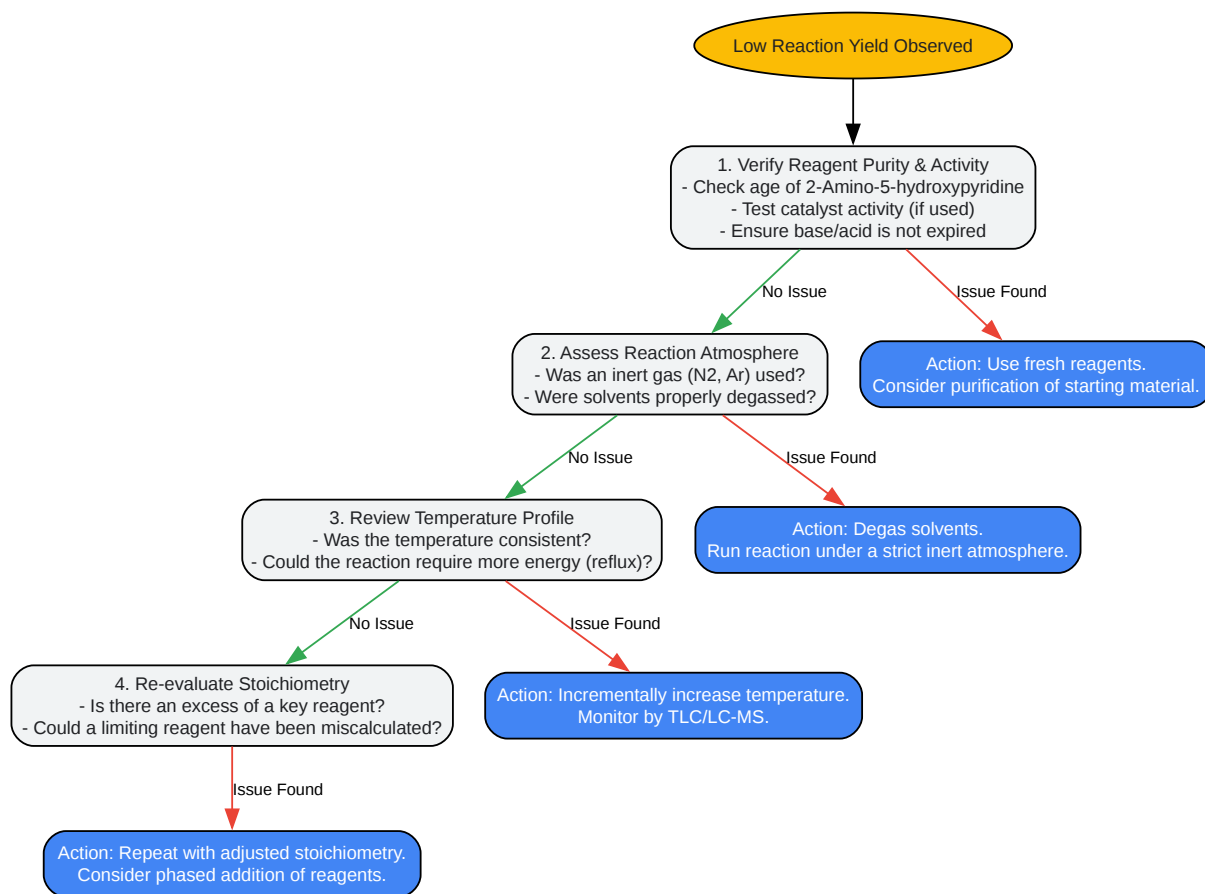 Low Reaction Yield Observed
1. Verify Reagent Purity & Activity
- Check age of 2-Amino-5-hydroxypyridine
- Test catalyst activity (if used)
- Ensure base/acid is not expired
No Issue
Issue Found
2. Assess Reaction Atmosphere
- Was an inert gas (N2, Ar) used?
- Were solvents properly degassed?
Action: Use fresh reagents.
Consider purification of starting material.
No Issue
Issue Found
3. Review Temperature Profile
- Was the temperature consistent?
- Could the reaction require more energy (reflux)?
Action: Degas solvents.
Run reaction under a strict inert atmosphere.
No Issue
Issue Found
4. Re-evaluate Stoichiometry
- Is there an excess of a key reagent?
- Could a limiting reagent have been miscalculated?
Action: Incrementally increase temperature.
Monitor by TLC/LC-MS.
Issue Found
Action: Repeat with adjusted stoichiometry.
Consider phased addition of reagents.